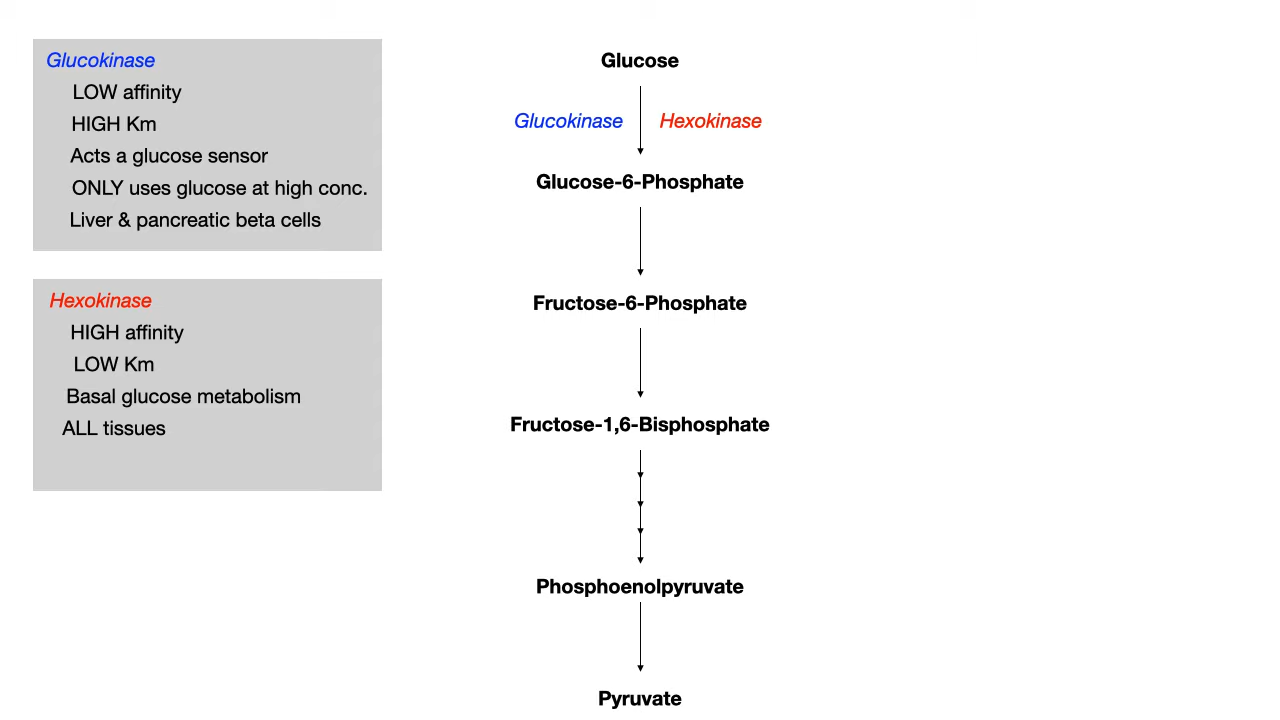 Glucokinase
LOW affinity
HIGH Km
Acts a glucose sensor
ONLY uses glucose at high conc.
Liver & pancreatic beta cells
Hexokinase
HIGH affinity
LOW Km
Basal glucose metabolism
ALL tissues
Glucose
Glucokinase Hexokinase
Glucose-6-Phosphate
Fructose-6-Phosphate
Fructose-1,6-Bisphosphate
Phosphoenolpyruvate
Pyruvate